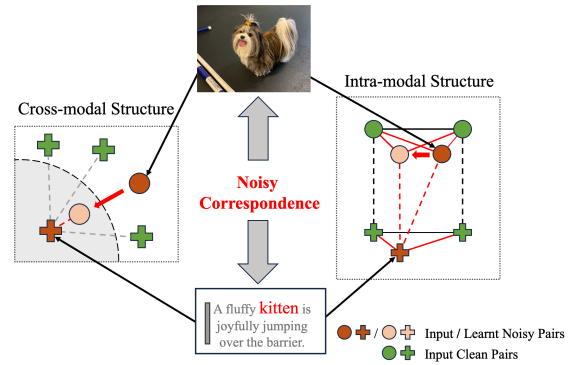 Cross-modal Structure
Intra-modal Structure
Noisy
Correspondence
A fluffy kitten is
joyfully jumping
over the barrier.
/ Input / Learnt Noisy Pairs
Input Clean Pairs